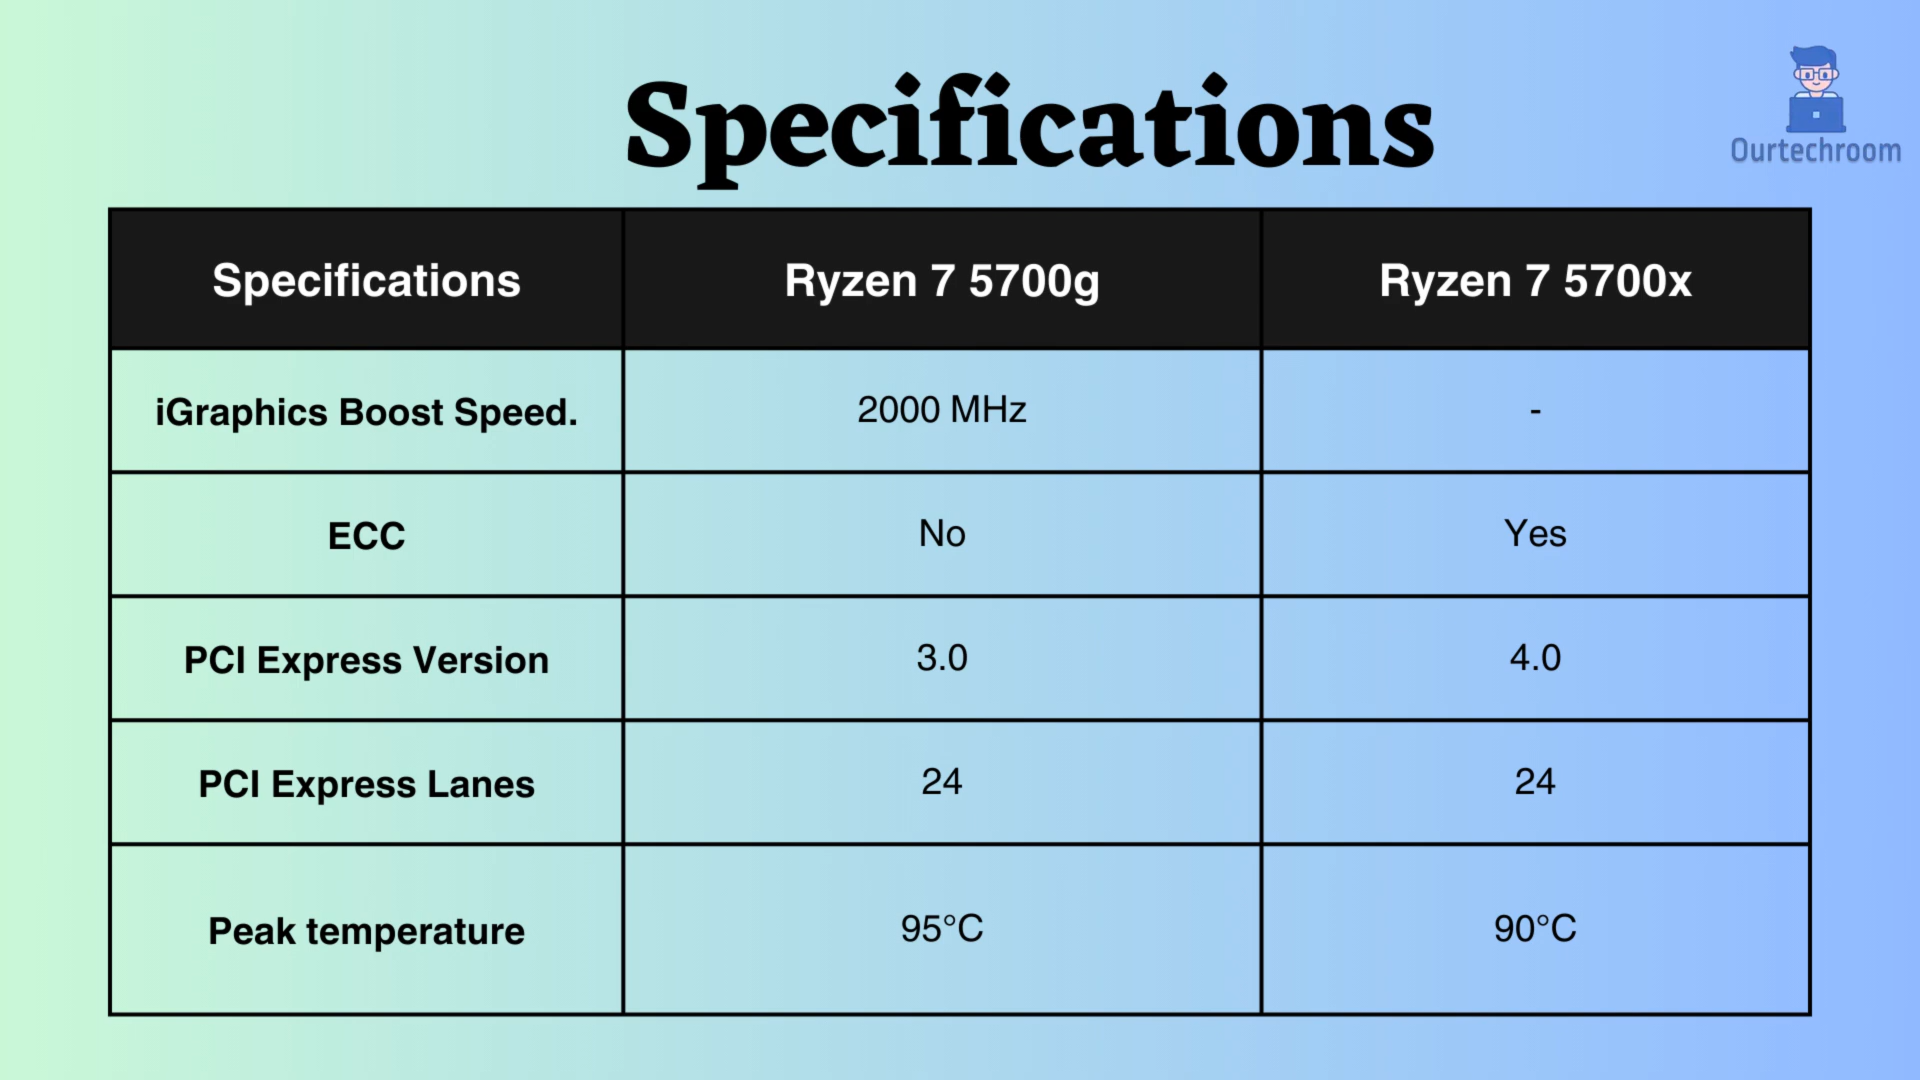 Specifications
Ourtechroom
Specifications Ryzen 7 5700g Ryzen 7 5700x
iGraphics Boost Speed. 2000 MHz -
ECC No Yes
PCI Express Version 3.0 4.0
PCI Express Lanes 24 24
Peak temperature 95°C 90°C